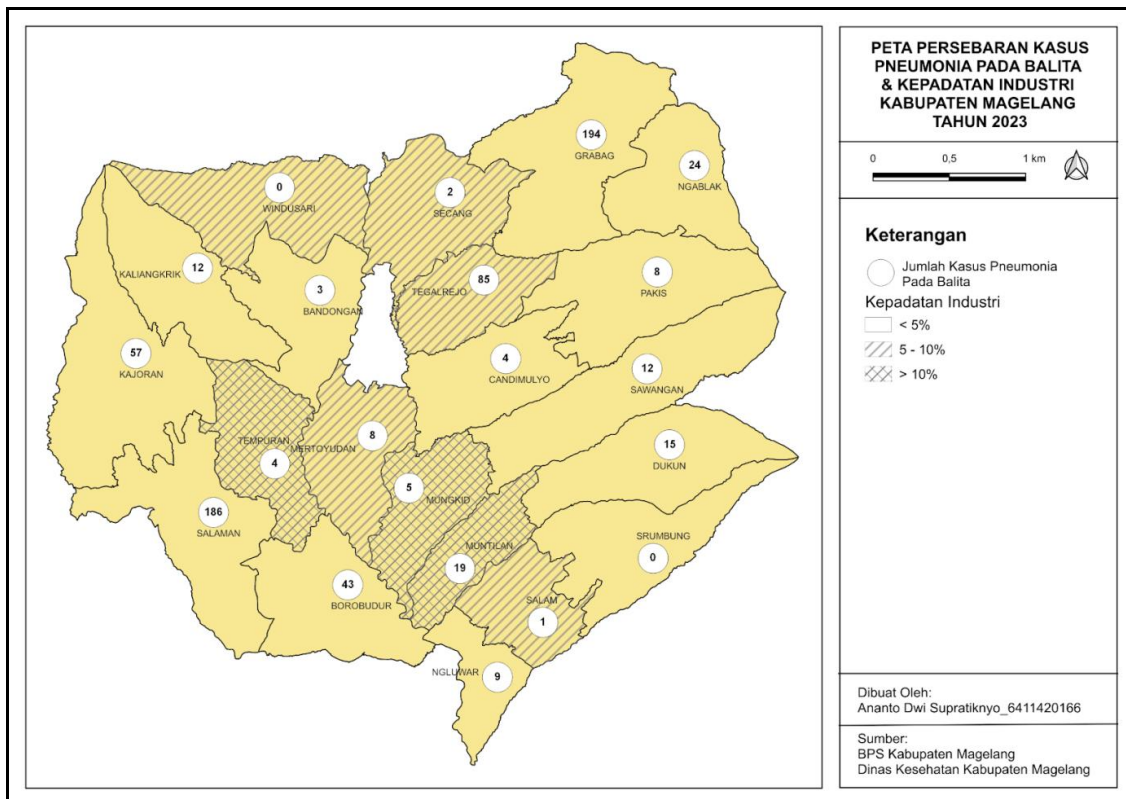 PETA PERSEBARAN KASUS
PNEUMONIA PADA BALITA
& KEPADATAN INDUSTRI
KABUPATEN MAGELANG
TAHUN 2023
0 0,5 1 km
Keterangan
Jumlah Kasus Pneumonia
Pada Balita
Kepadatan Industri
< 5%
5 - 10%
> 10%
Dibuat Oleh:
Ananto Dwi Supratiknyo_6411420166
Sumber:
BPS Kabupaten Magelang
Dinas Kesehatan Kabupaten Magelang
194
GRABAG
24
NGABLAK
0
WINDUSARI
2
SECANG
KALIANGKRIK
12
3
BANDONGAN
TEGALREJO
85
8
PAKIS
57
KAJORAN
4
CANDIMULYO
12
SAWANGAN
TEMPURAN
4
MERTOYUDAN
8
5
MUNGKID
15
DUKUN
186
SALAMAN
MUNTILAN
19
SRUMBUNG
0
43
BOROBUDUR
SALAM
1
NGLUWAR
9